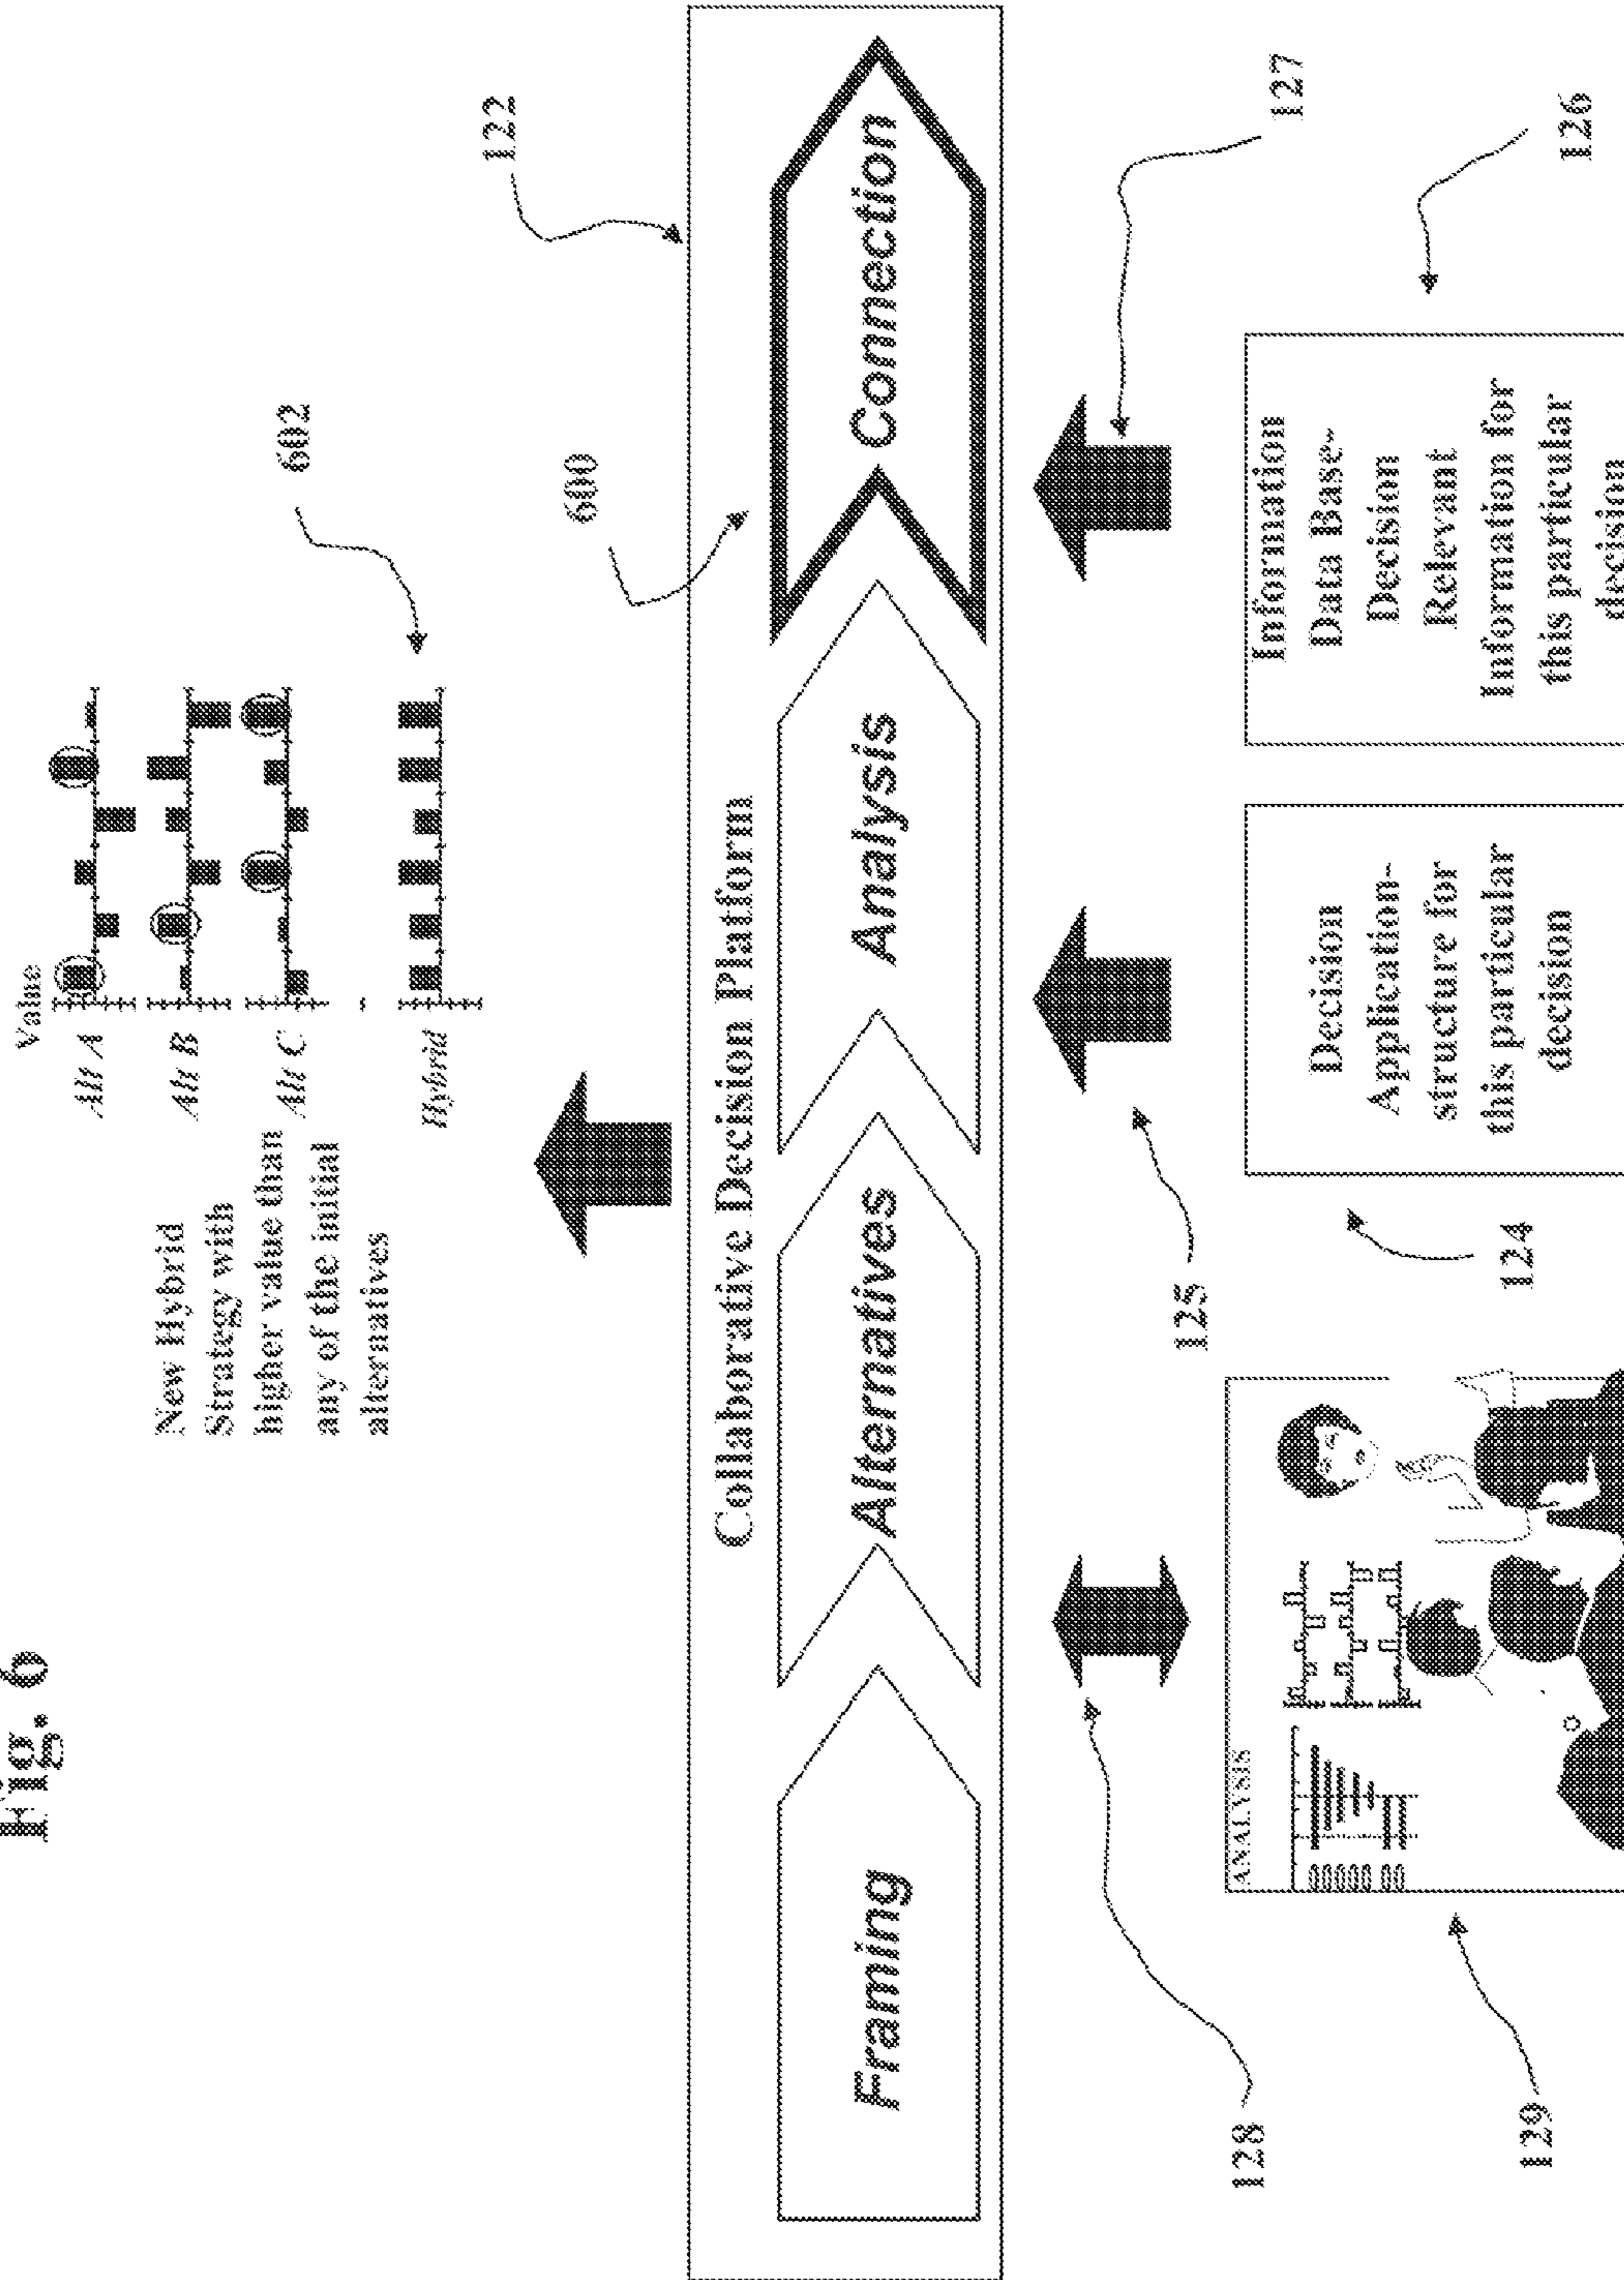 Fig. 6
Value
Alt A
Alt B
Alt C
Hybrid
New Hybrid
Strategy with
higher value than
any of the initial
alternatives
602
600
122
Collaborative Decision Platform
Framing
Alternatives
Analysis
Connection
128
125
127
129
ANALYSIS
124
Decision
Application-
structure for
this particular
decision
Information
Data Base-
Decision
Relevant
Information for
this particular
decision
126